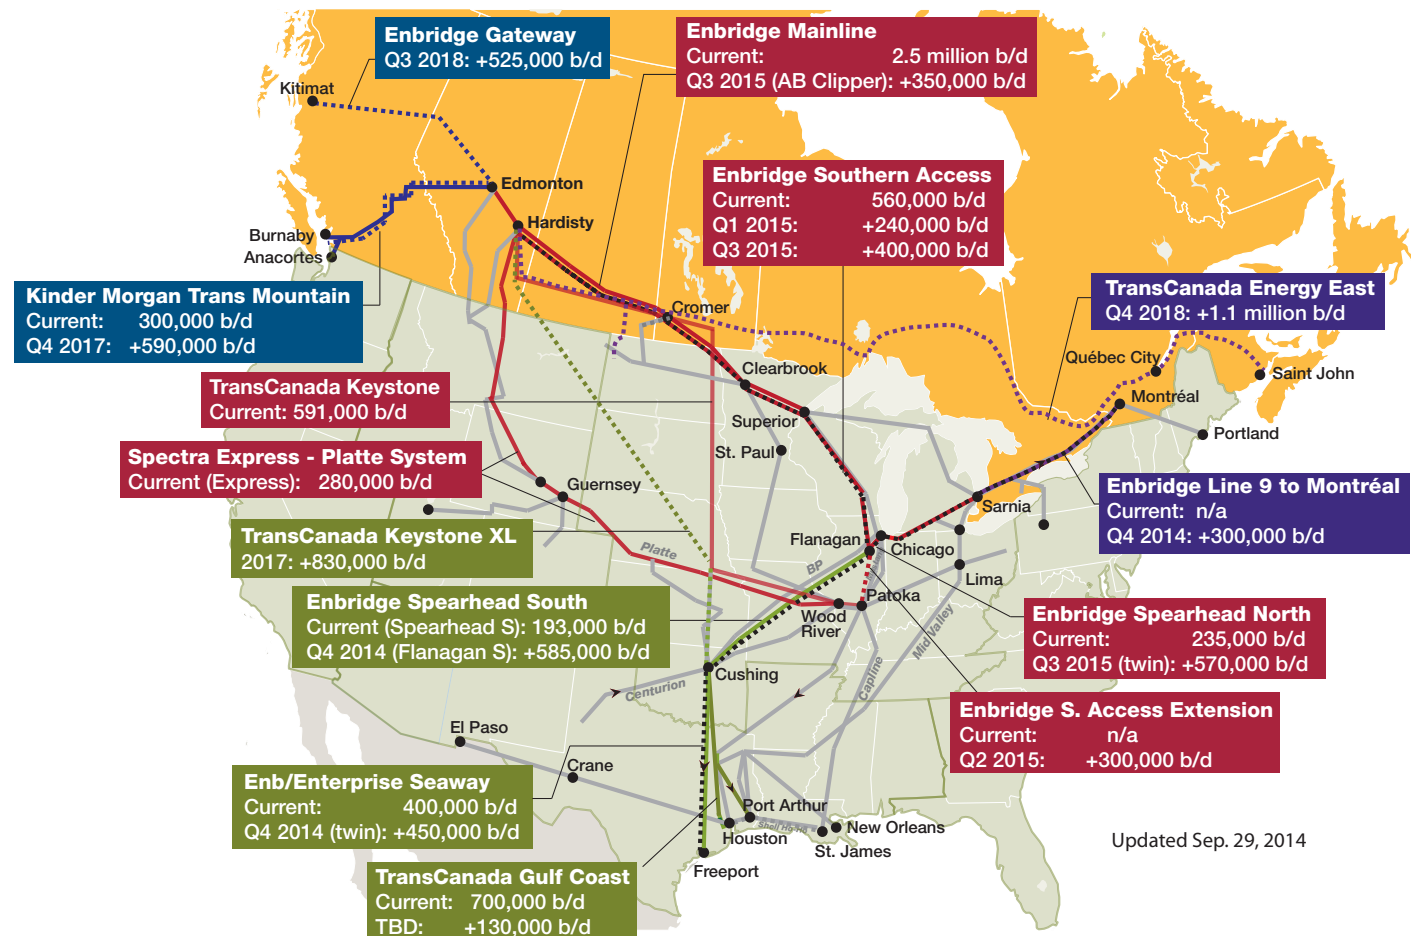 Enbridge Gateway
Q3 2018: +525,000 b/d
Enbridge Mainline
Current: 2.5 million b/d
Q3 2015 (AB Clipper): +350,000 b/d
Kitimat
Enbridge Southern Access
Current: 560,000 b/d
Q1 2015: +240,000 b/d
Q3 2015: +400,000 b/d
Edmonton
Hardisty
Burnaby
Anacortes
Kinder Morgan Trans Mountain
Current: 300,000 b/d
Q4 2017: +590,000 b/d
TransCanada Energy East
Q4 2018: +1.1 million b/d
Cromer
Québec City
Clearbrook
Saint John
TransCanada Keystone
Current: 591,000 b/d
Montréal
Superior
Portland
St. Paul
Spectra Express - Platte System
Current (Express): 280,000 b/d
Guernsey
Sarnia
Enbridge Line 9 to Montréal
Current: n/a
Q4 2014: +300,000 b/d
TransCanada Keystone XL
2017: +830,000 b/d
Flanagan
Chicago
Platte
BP
Lima
Enbridge Spearhead South
Current (Spearhead S): 193,000 b/d
Q4 2014 (Flanagan S): +585,000 b/d
Patoka
Wood
River
Mid Valley
Enbridge Spearhead North
Current: 235,000 b/d
Q3 2015 (twin): +570,000 b/d
Cushing
Centurion
Capline
Enbridge S. Access Extension
Current: n/a
Q2 2015: +300,000 b/d
El Paso
Crane
Enb/Enterprise Seaway
Current: 400,000 b/d
Q4 2014 (twin): +450,000 b/d
Port Arthur
Shell Ho-Ho
New Orleans
Houston
St. James
Updated Sep. 29, 2014
Freeport
TransCanada Gulf Coast
Current: 700,000 b/d
TBD: +130,000 b/d